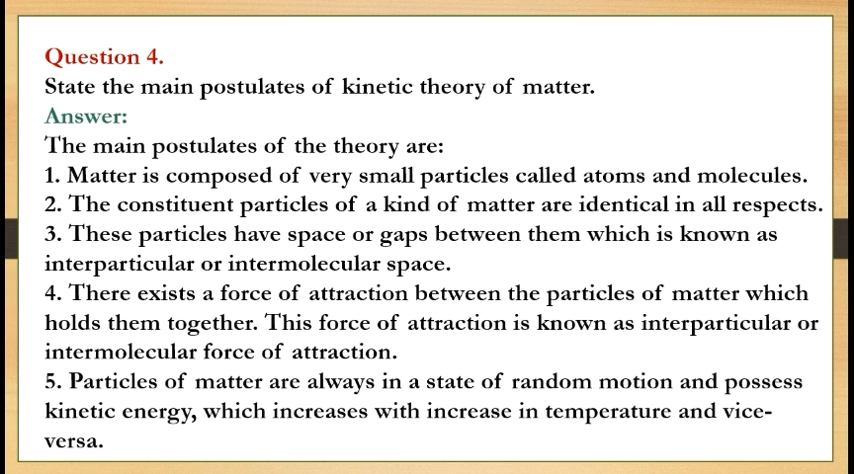 Question 4.
State the main postulates of kinetic theory of matter.
Answer:
The main postulates of the theory are:
1. Matter is composed of very small particles called atoms and molecules.
2. The constituent particles of a kind of matter are identical in all respects.
3. These particles have space or gaps between them which is known as
interparticular or intermolecular space.
4. There exists a force of attraction between the particles of matter which
holds them together. This force of attraction is known as interparticular or
intermolecular force of attraction.
5. Particles of matter are always in a state of random motion and possess
kinetic energy, which increases with increase in temperature and vice-
versa.